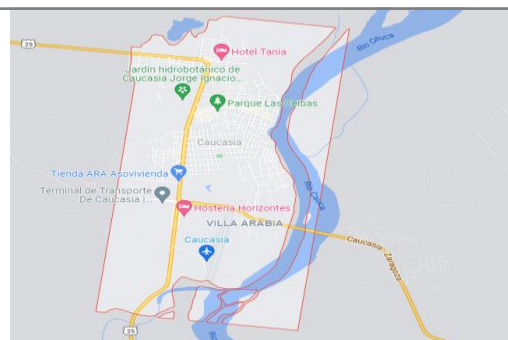 Hotel Tania
Río Cauca
25
Jardín hidrobotánico de
Caucasia Jorge Ignacio...
Parque Las Ceibas
Caucasia
Tienda ARA Asovivienda
Terminal de Transporte
De Caucasia |...
Río Cauca
Hosteria Horizontes
VILLA ARABIA
Caucasia - Zaragoza
Caucasia
25